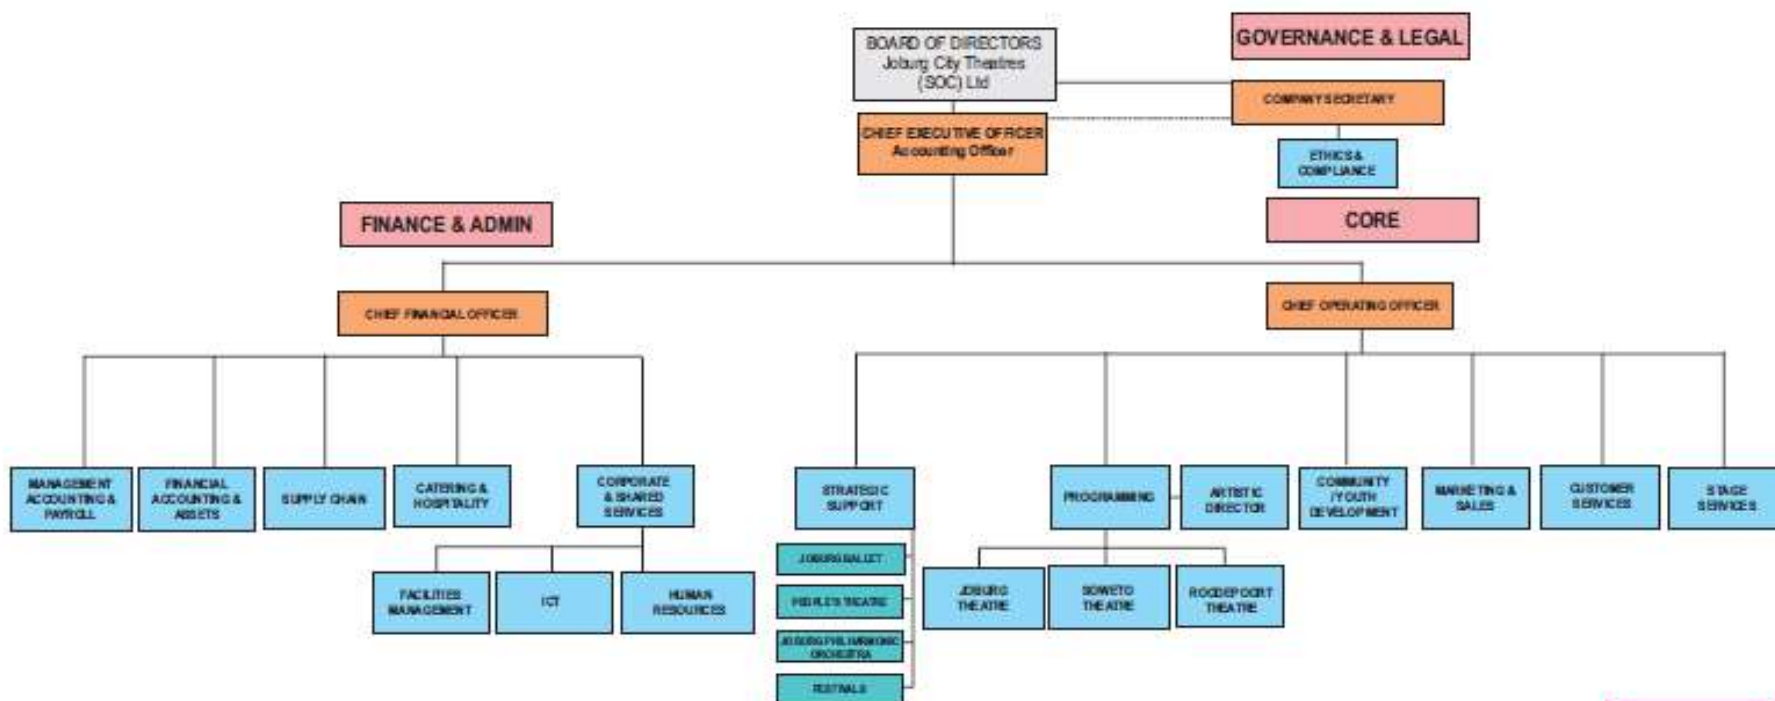 BOARD OF DIRECTORS
Joburg City Theatres
(SOC) Ltd
GOVERNANCE & LEGAL
COMPANY SECRETARY
CHIEF EXECUTIVE OFFICER
Accounting Officer
ETHICS &
COMPLIANCE
FINANCE & ADMIN
CORE
CHIEF FINANCIAL OFFICER
CHIEF OPERATING OFFICER
MANAGEMENT
ACCOUNTING &
PAYROLL
FINANCIAL
ACCOUNTING &
ASSETS
SUPPLY CHAIN
CATERING &
HOSPITALITY
CORPORATE
& SHARED
SERVICES
STRATEGIC
SUPPORT
PROGRAMMING
ARTISTIC
DIRECTOR
COMMUNITY
/YOUTH
DEVELOPMENT
MARKETING &
SALES
CUSTOMER
SERVICES
STAGE
SERVICES
FACILITIES
MANAGEMENT
ICT
HUMAN
RESOURCES
JOBURG BALLET
PEOPLE'S THEATRE
JOBURG PHILHARMONIC
ORCHESTRA
FESTIVALS
JOBURG
THEATRE
SOWETO
THEATRE
ROODEPOORT
THEATRE